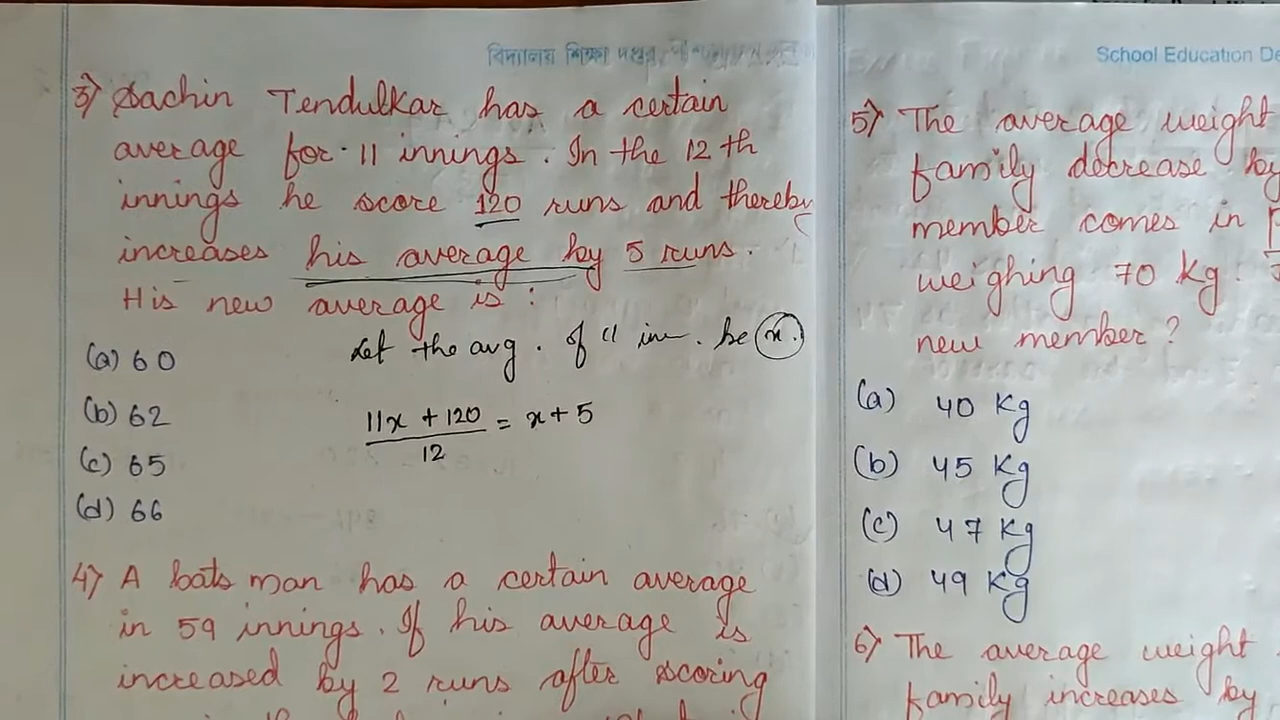 বিদ্যালয় শিক্ষা
3) Sachin Tendulkar has a certain
average for 11 innings. In the 12 th
innings he score 120 runs and thereby
increases his average by 5 runs.
His new average is :
(a) 60
(b) 62
(c) 65
(d) 66
Let the avg. of 11 inn. be x.
11x + 120 / 12 = x + 5
4) A bats man has a certain average
in 59 innings. If his average is
increased by 2 runs after scoring
School Education De
5) The average weight
family decrease by
member comes in
weighing 70 kg.
new member ?
(a) 40 Kg
(b) 45 Kg
(c) 47 Kg
(d) 49 Kg
6) The average weight
family increases by